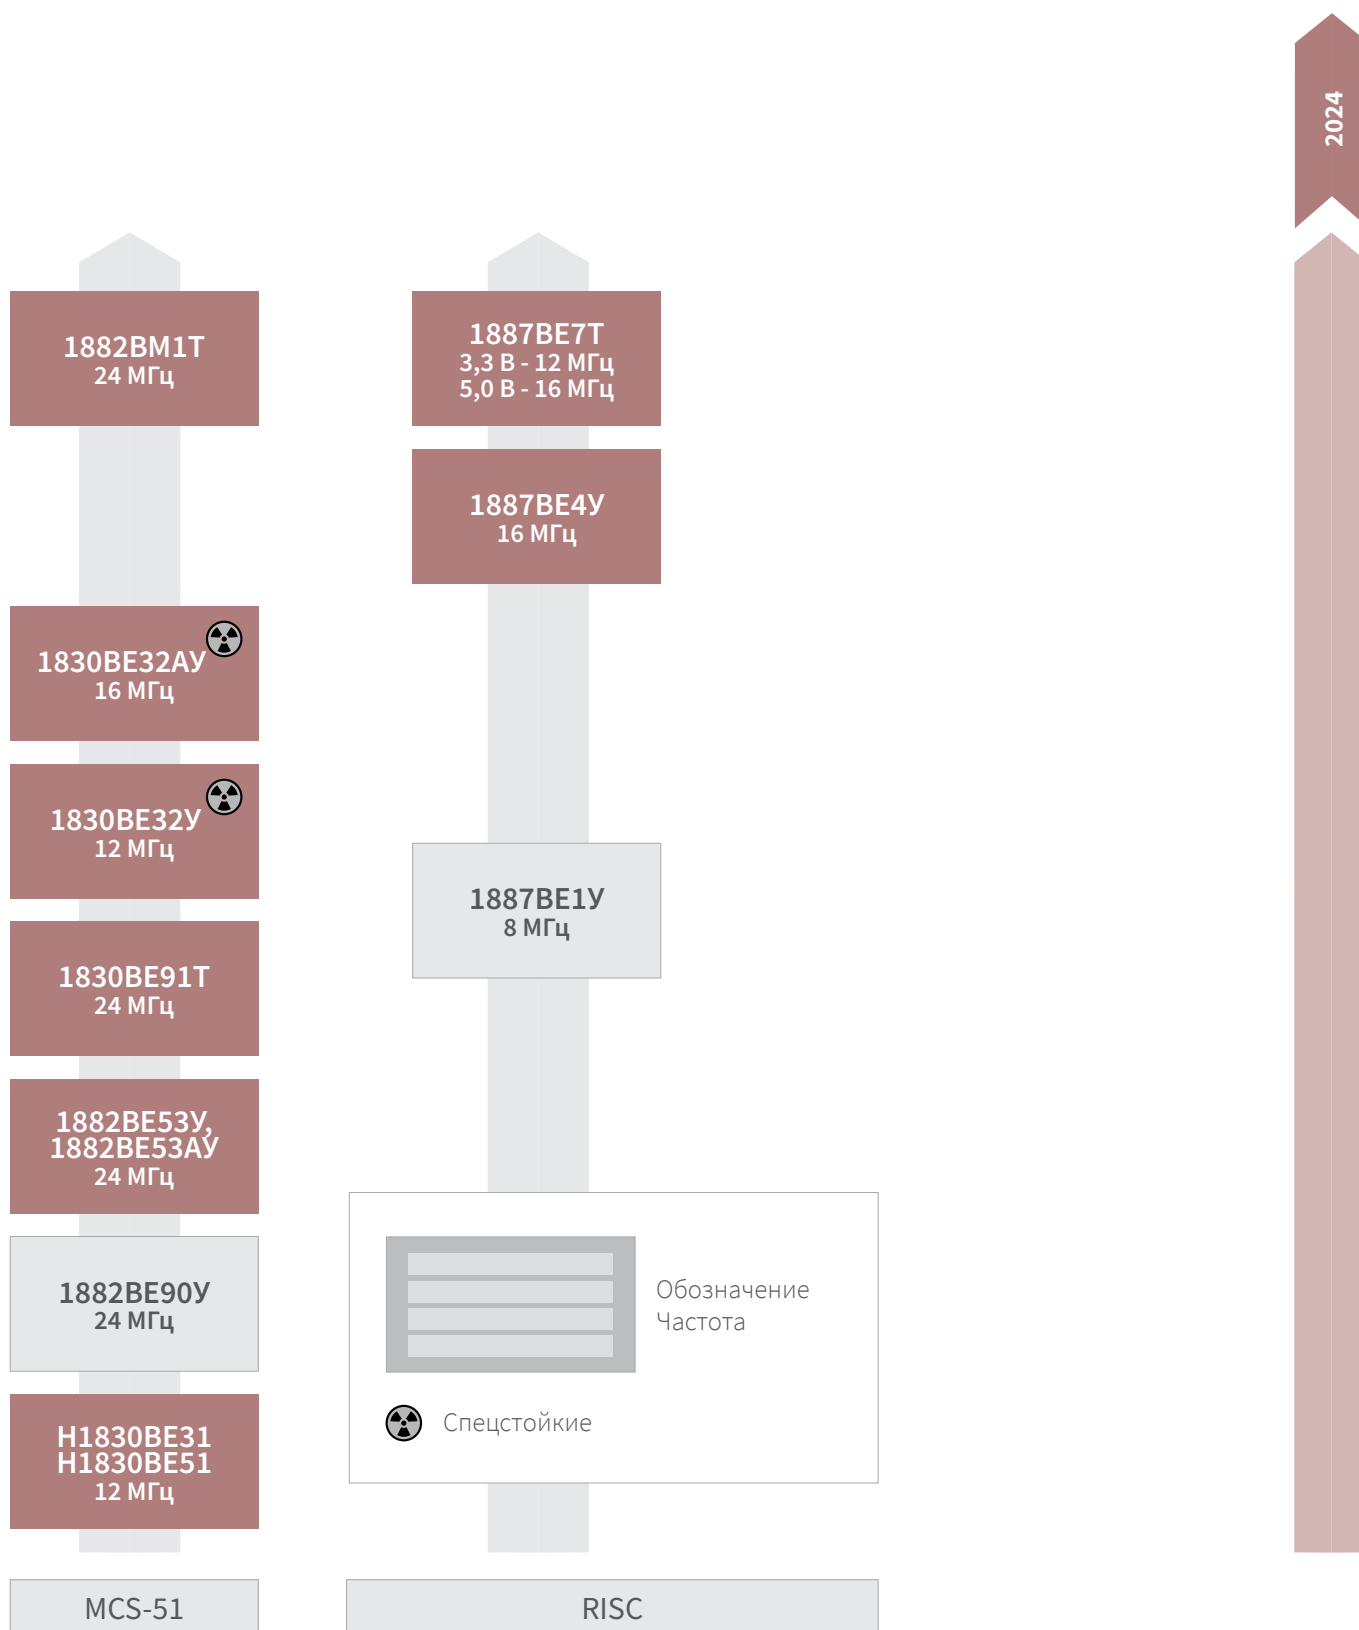 2024
1882ВМ1Т
24 МГц
1830ВЕ32АУ
16 МГц
1830ВЕ32У
12 МГц
1830ВЕ91Т
24 МГц
1882ВЕ53У,
1882ВЕ53АУ
24 МГц
1882ВЕ90У
24 МГц
Н1830ВЕ31
Н1830ВЕ51
12 МГц
MCS-51
1887ВЕ7Т
3,3 В - 12 МГц
5,0 В - 16 МГц
1887ВЕ4У
16 МГц
1887ВЕ1У
8 МГц
Обозначение
Частота
Спецстойкие
RISC